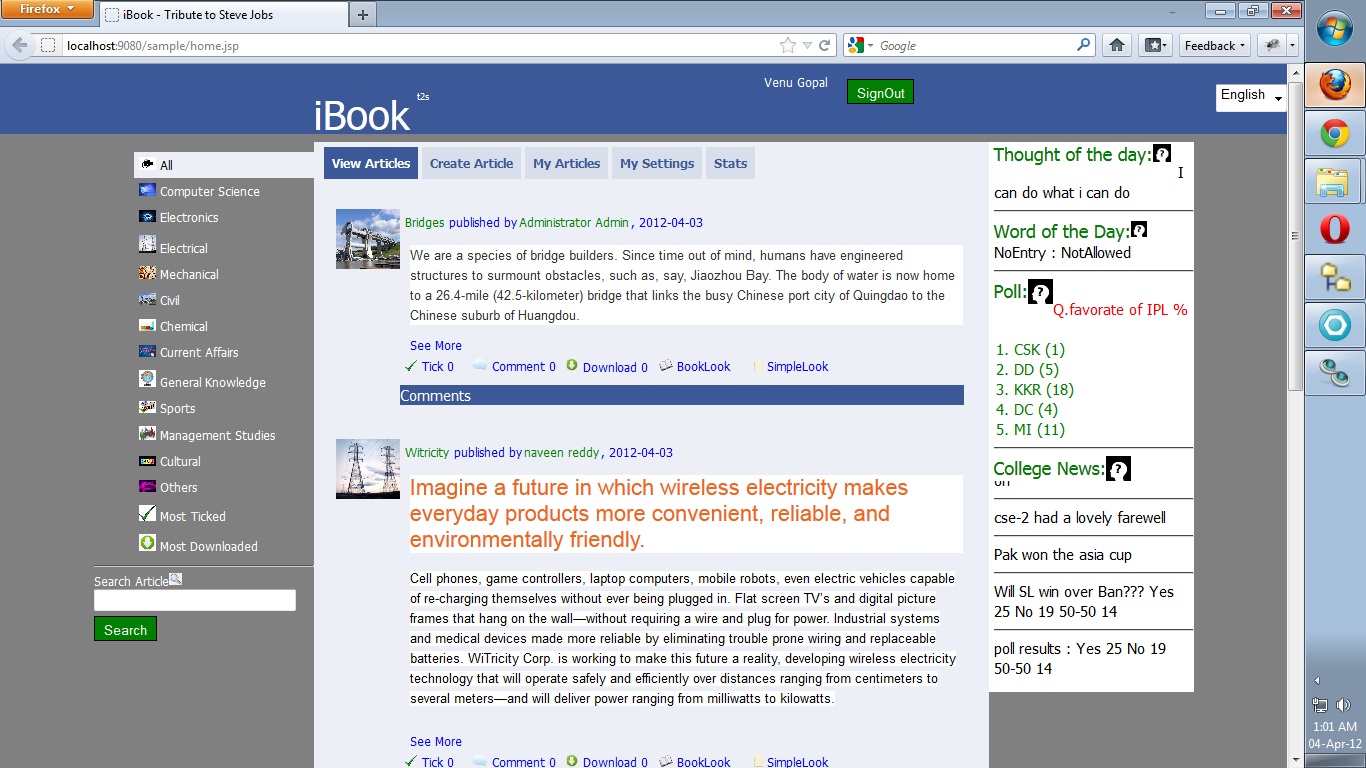 Firefox
iBook - Tribute to Steve Jobs
localhost:9080/sample/home.jsp
Google
Feedback
iBook
t2s
Venu Gopal
SignOut
English
All
Computer Science
Electronics
Electrical
Mechanical
Civil
Chemical
Current Affairs
General Knowledge
Sports
Management Studies
Cultural
Others
Most Ticked
Most Downloaded
Search Article
Search
View Articles
Create Article
My Articles
My Settings
Stats
Bridges published by Administrator Admin , 2012-04-03
We are a species of bridge builders. Since time out of mind, humans have engineered
structures to surmount obstacles, such as, say, Jiaozhou Bay. The body of water is now home
to a 26.4-mile (42.5-kilometer) bridge that links the busy Chinese port city of Quingdao to the
Chinese suburb of Huangdou.
See More
Tick 0 Comment 0 Download 0 BookLook SimpleLook
Comments
Witricity published by naveen reddy , 2012-04-03
Imagine a future in which wireless electricity makes
everyday products more convenient, reliable, and
environmentally friendly.
Cell phones, game controllers, laptop computers, mobile robots, even electric vehicles capable
of re-charging themselves without ever being plugged in. Flat screen TV's and digital picture
frames that hang on the wall—without requiring a wire and plug for power. Industrial systems
and medical devices made more reliable by eliminating trouble prone wiring and replaceable
batteries. WiTricity Corp. is working to make this future a reality, developing wireless electricity
technology that will operate safely and efficiently over distances ranging from centimeters to
several meters—and will deliver power ranging from milliwatts to kilowatts.
See More
Tick 0 Comment 0 Download 0 BookLook SimpleLook
Thought of the day:
I
can do what i can do
Word of the Day:
NoEntry : NotAllowed
Poll:
Q.favorate of IPL %
1. CSK (1)
2. DD (5)
3. KKR (18)
4. DC (4)
5. MI (11)
College News:
cse-2 had a lovely farewell
Pak won the asia cup
Will SL win over Ban??? Yes
25 No 19 50-50 14
poll results : Yes 25 No 19
50-50 14
1:01 AM
04-Apr-12